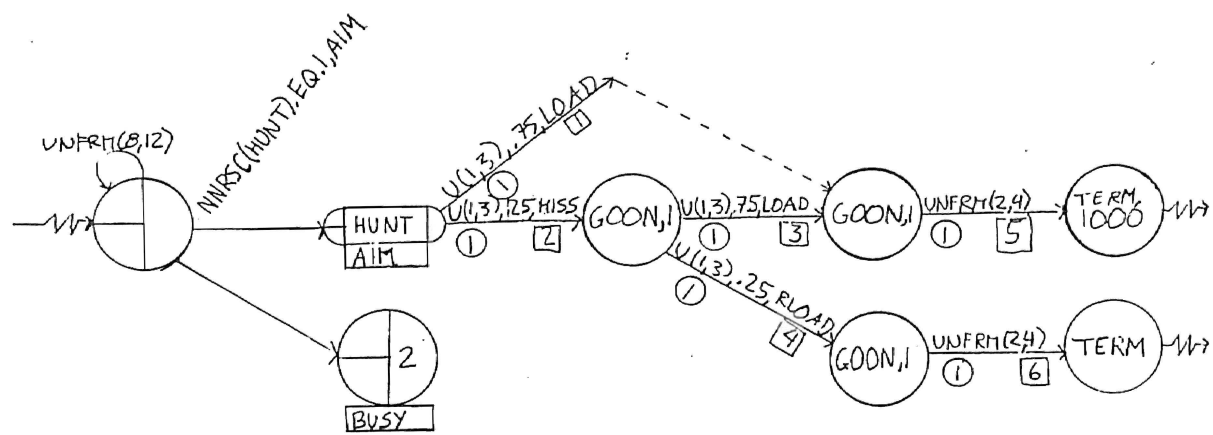 UNFRM(8,12)
NNRSC(HUNT).EQ.1,AIM
HUNT
AIM
U(1,3),.75,LOAD
1
1
U(1,3),.25,MISS
1
2
GOON,1
U(1,3),.75,LOAD
1
3
GOON,1
UNFRM(2,4)
1
5
TERM,
1000
U(1,3),.25,RLOAD
1
4
GOON,1
UNFRM(2,4)
1
6
TERM
2
BUSY